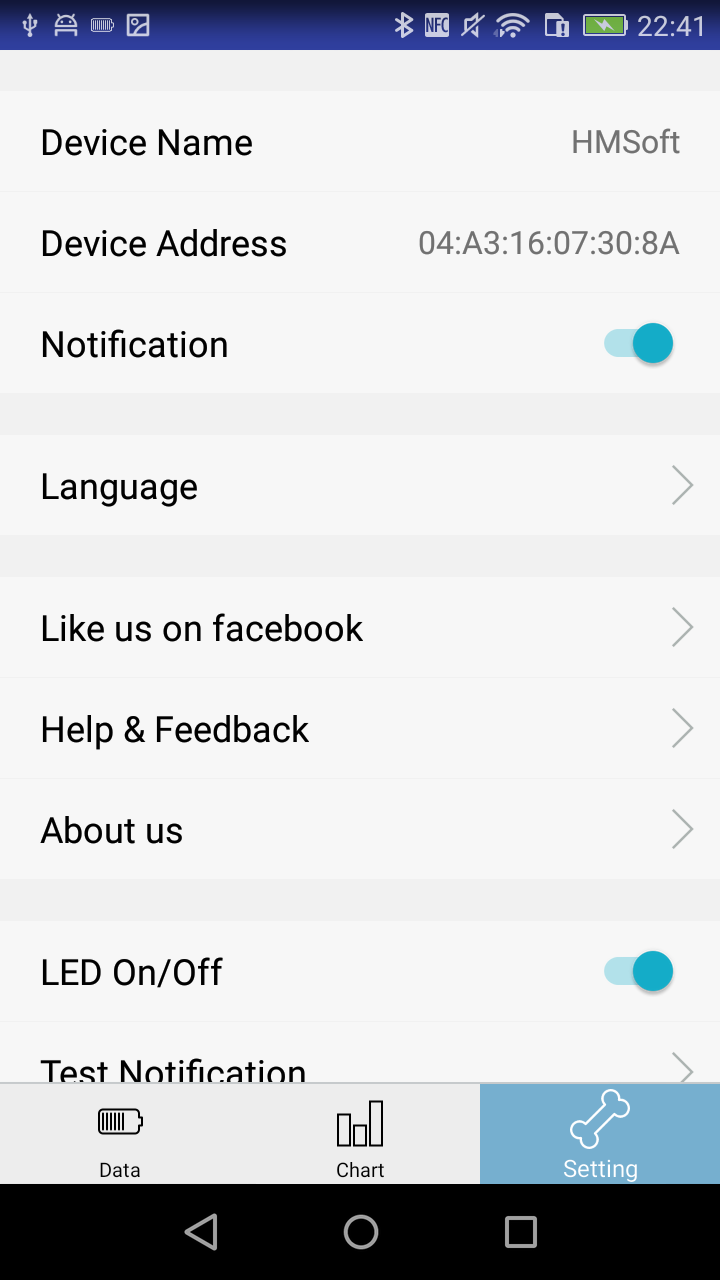 NFC 22:41
Device Name HMSoft
Device Address 04:A3:16:07:30:8A
Notification
Language
Like us on facebook
Help & Feedback
About us
LED On/Off
Test Notification
Data Chart Setting